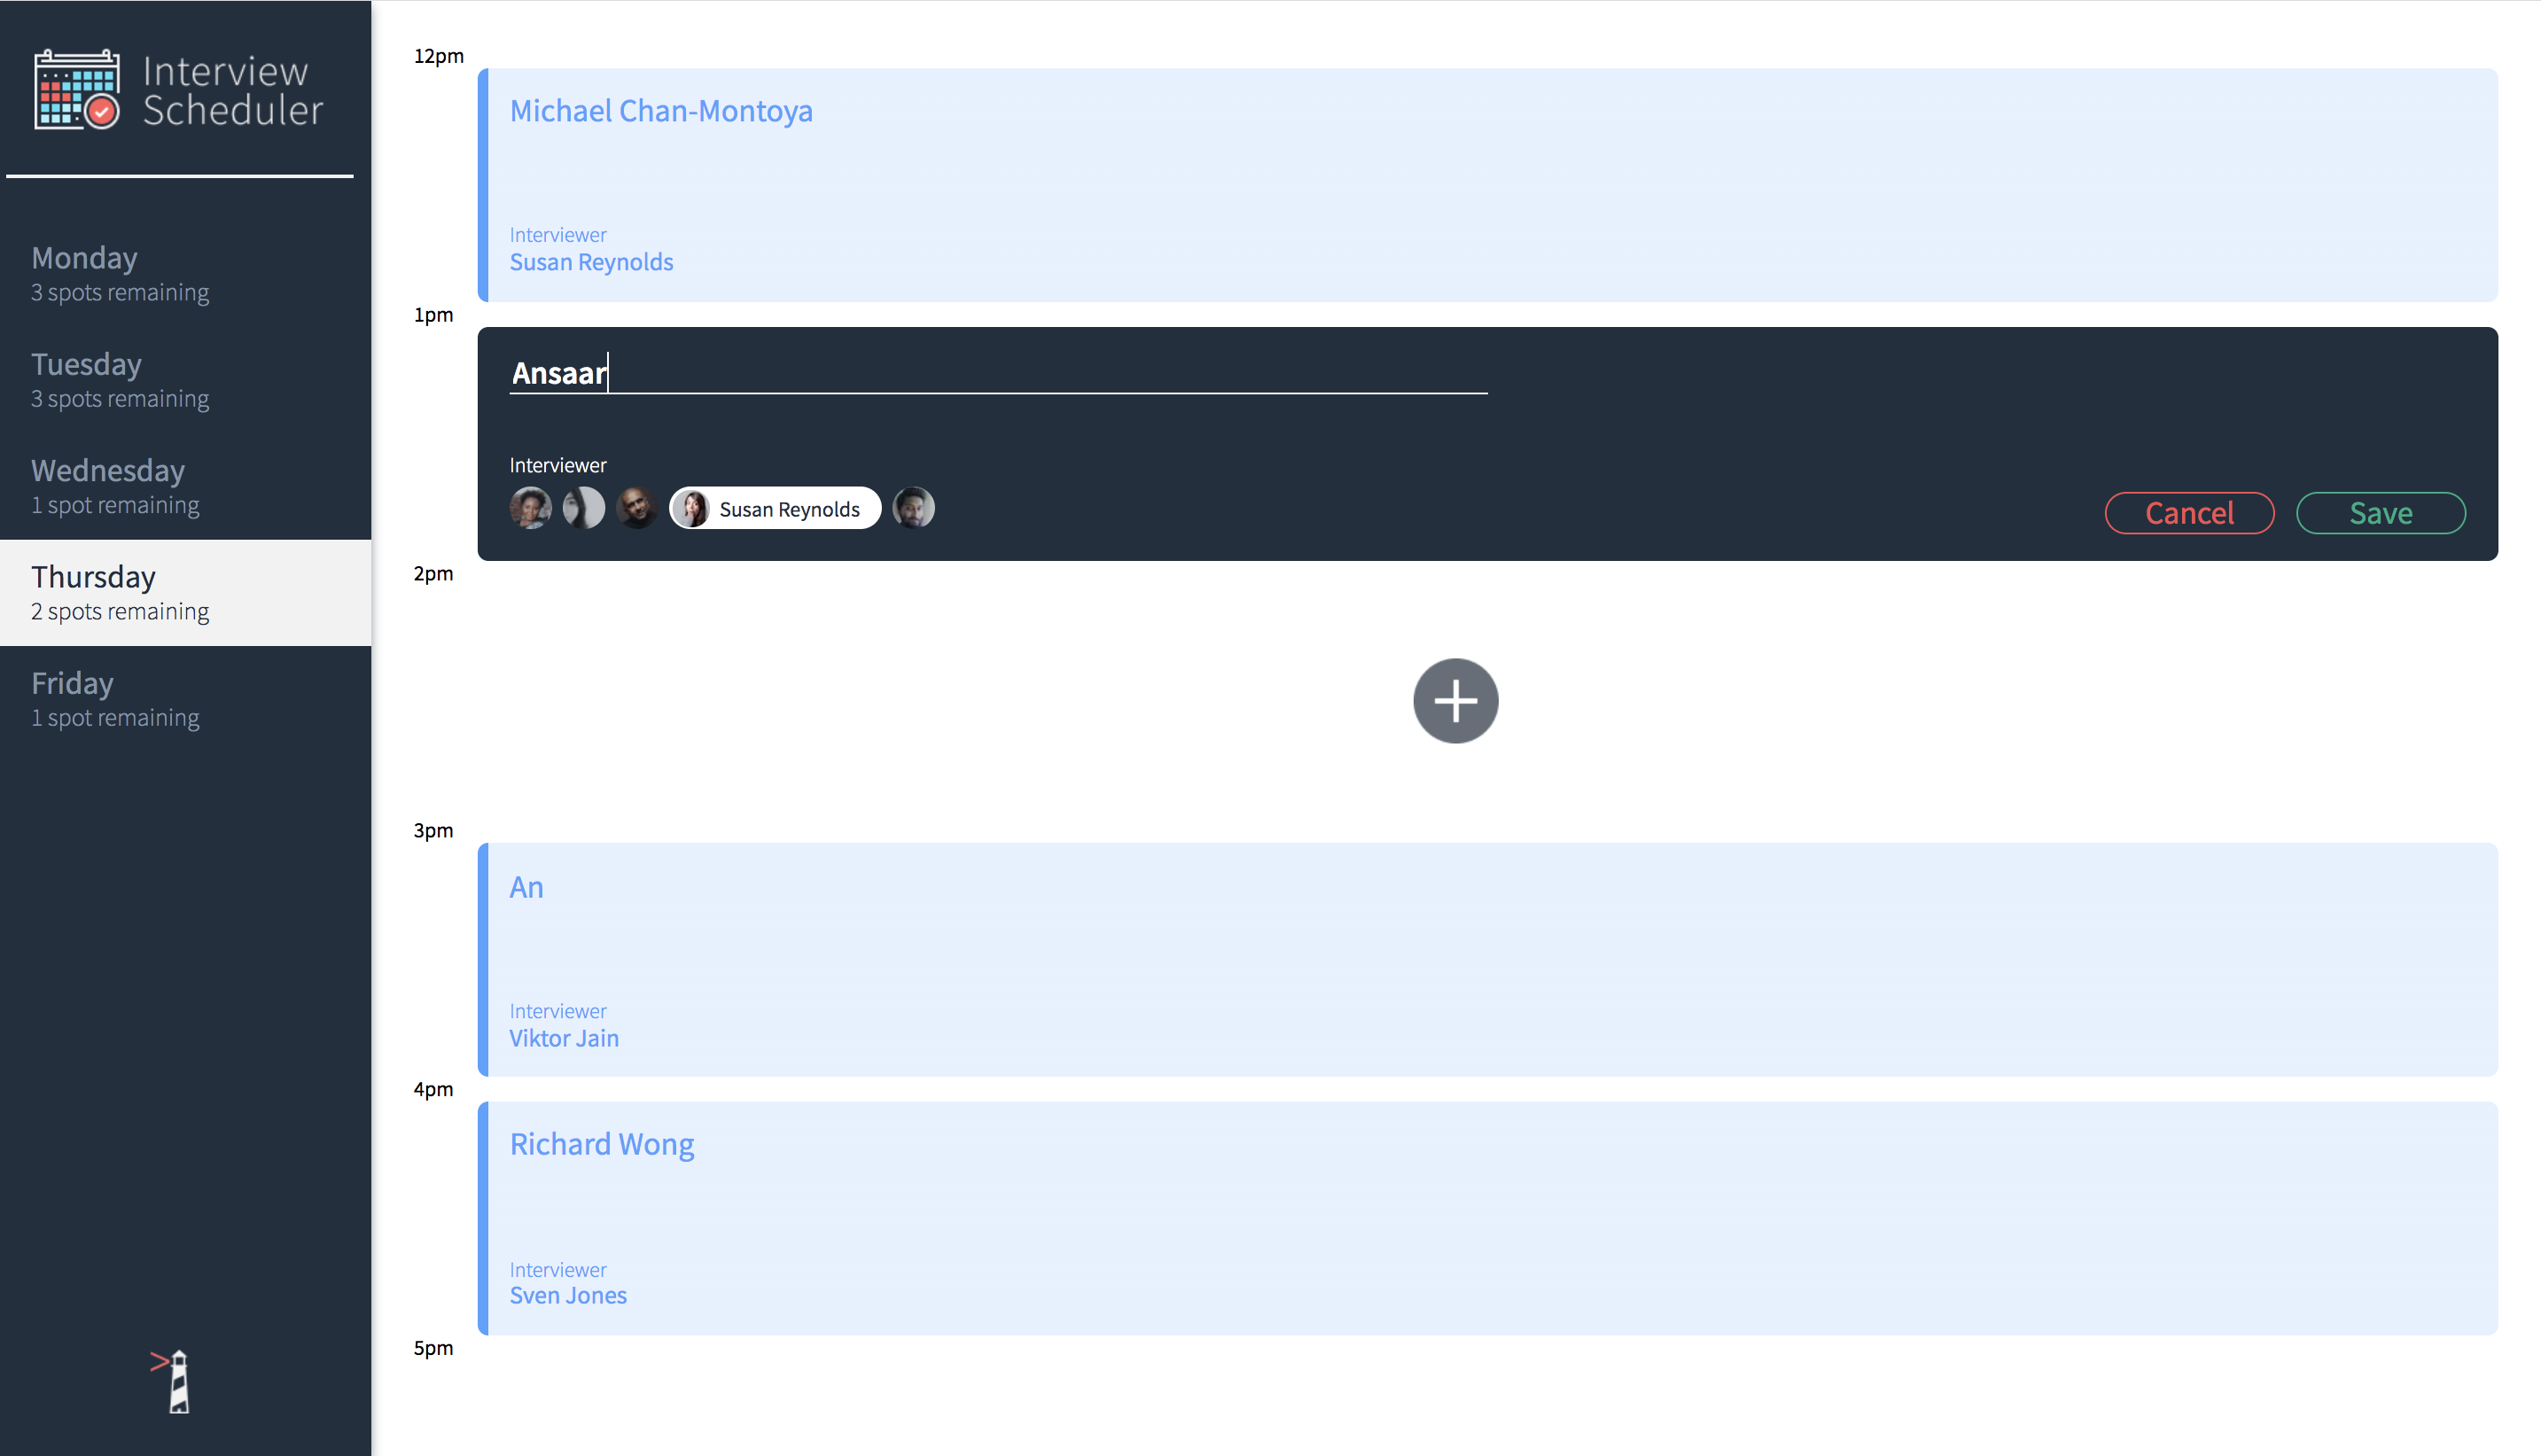 Interview
Scheduler
Monday
3 spots remaining
Tuesday
3 spots remaining
Wednesday
1 spot remaining
Thursday
2 spots remaining
Friday
1 spot remaining
12pm
Michael Chan-Montoya
Interviewer
Susan Reynolds
1pm
Ansaar
Interviewer
Susan Reynolds
Cancel
Save
2pm
3pm
An
Interviewer
Viktor Jain
4pm
Richard Wong
Interviewer
Sven Jones
5pm